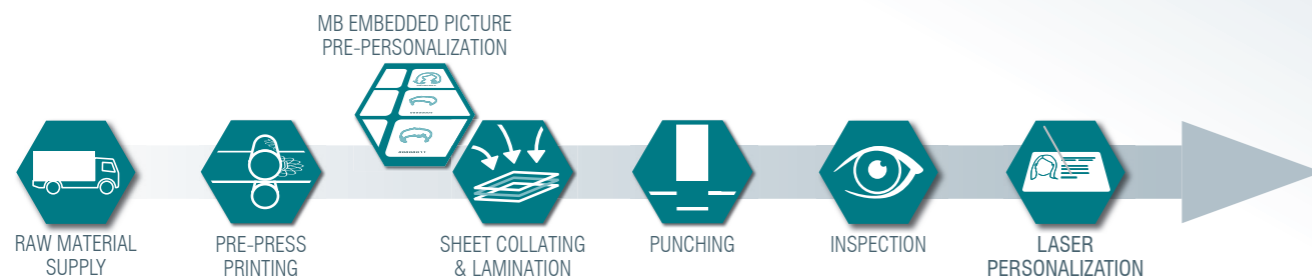 MB EMBEDDED PICTURE
PRE-PERSONALIZATION
RAW MATERIAL
SUPPLY
PRE-PRESS
PRINTING
SHEET COLLATING
& LAMINATION
PUNCHING
INSPECTION
LASER
PERSONALIZATION